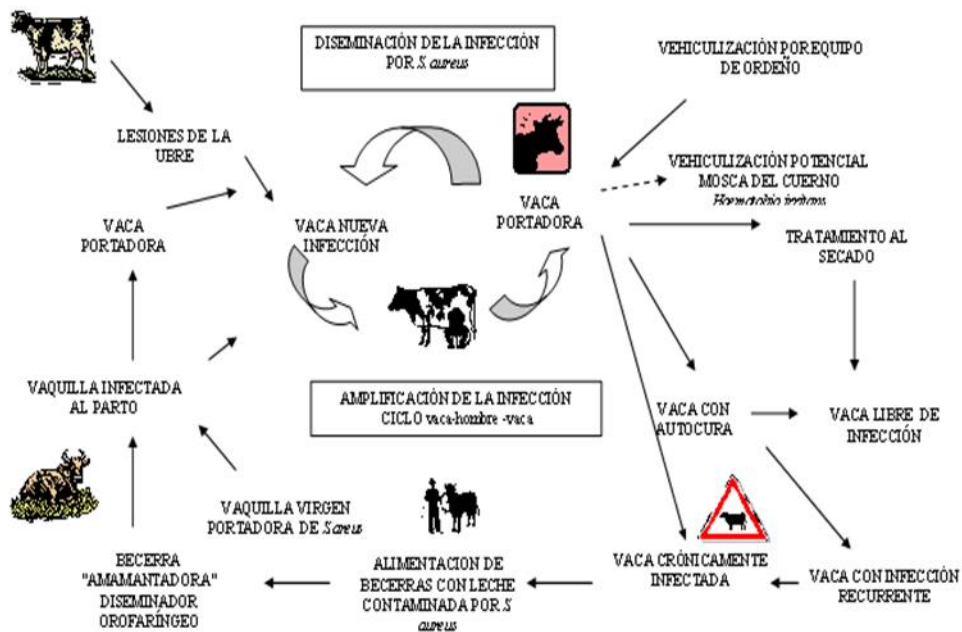 DISEMINACIÓN DE LA INFECCIÓN
POR S. aureus
VEHICULIZACIÓN POR EQUIPO
DE ORDEÑO
LESIONES DE LA
UBRE
VEHICULIZACIÓN POTENCIAL
MOSCA DEL CUERNO
Haematobia irritans
VACA
PORTADORA
VACA NUEVA
INFECCIÓN
VACA
PORTADORA
TRATAMIENTO AL
SECADO
VAQUILLA INFECTADA
AL PARTO
AMPLIFICACIÓN DE LA INFECCIÓN
CICLO vaca-hombre -vaca
VACA CON
AUTOCURA
VACA LIBRE DE
INFECCIÓN
VAQUILLA VIRGEN
PORTADORA DE S.areus
BECERRA
"AMAMANTADORA"
DISEMINADOR
OROFARÍNGEO
ALIMENTACION DE
BECERRAS CON LECHE
CONTAMINADA POR S
aureus
VACA CRÓNICAMENTE
INFECTADA
VACA CON INFECCIÓN
RECURRENTE